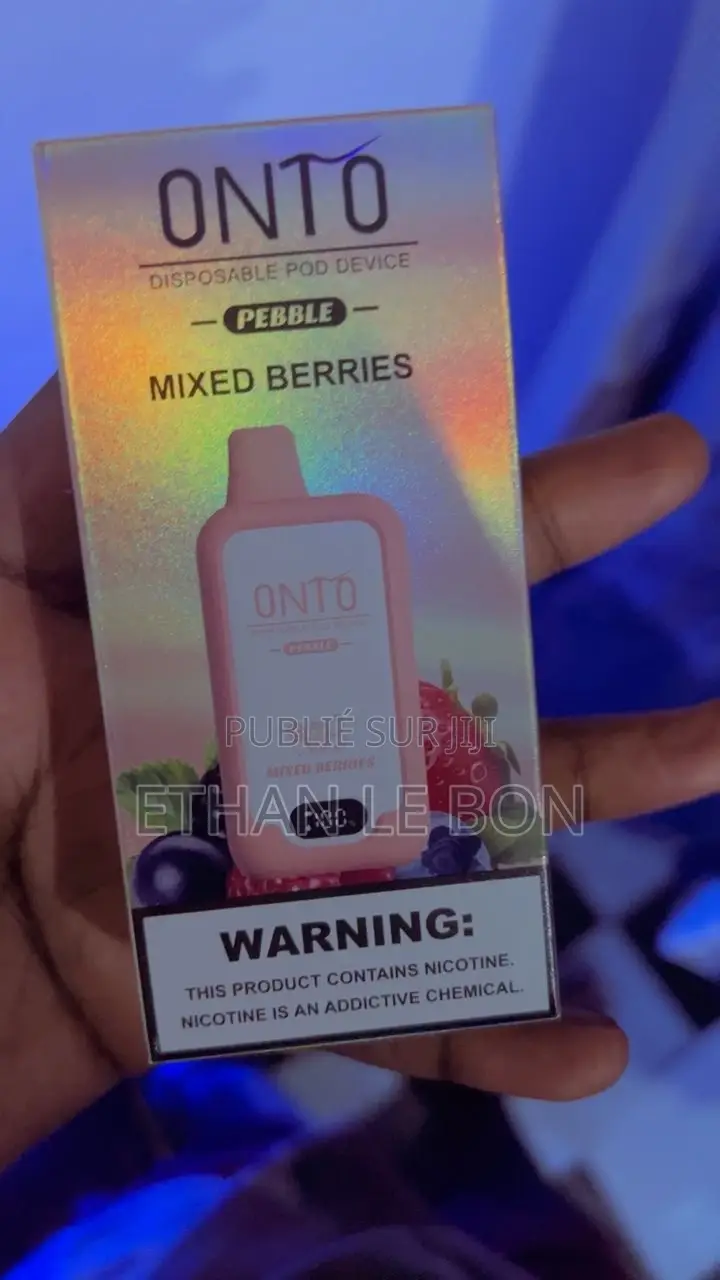 ONTO
DISPOSABLE POD DEVICE
PEBBLE
MIXED BERRIES
ONTO
PEBBLE
PUBLIÉ SUR JIJI
MIXED BERRIES
ETHAN LE BON
WARNING:
THIS PRODUCT CONTAINS NICOTINE.
NICOTINE IS AN ADDICTIVE CHEMICAL.